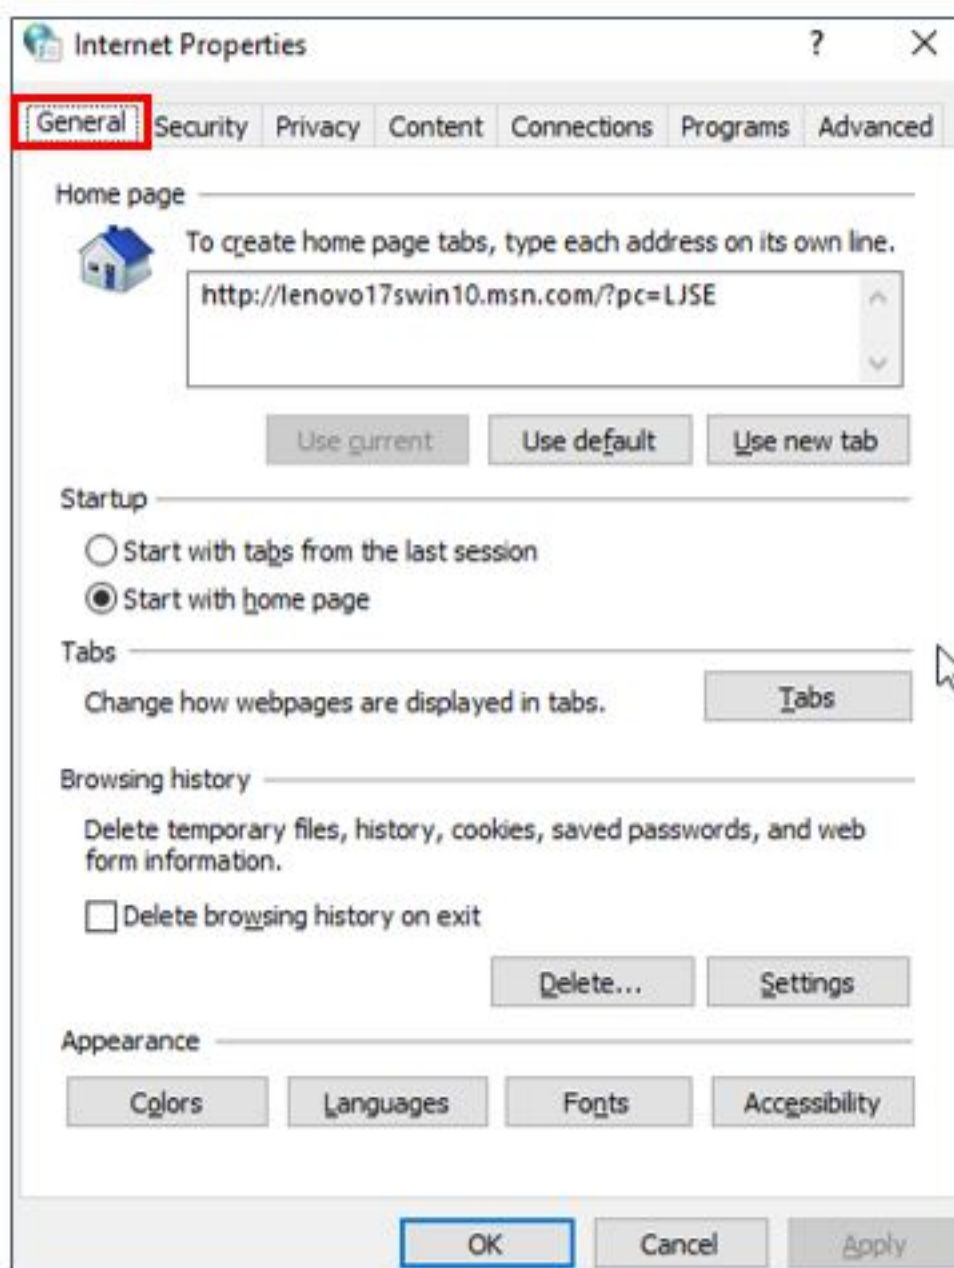 Internet Properties ?
General Security Privacy Content Connections Programs Advanced
Home page
To create home page tabs, type each address on its own line.
http://lenovo17swin10.msn.com/?pc=LJSE
Use current Use default Use new tab
Startup
Start with tabs from the last session
Start with home page
Tabs
Change how webpages are displayed in tabs. Tabs
Browsing history
Delete temporary files, history, cookies, saved passwords, and web
form information.
Delete browsing history on exit
Delete... Settings
Appearance
Colors Languages Fonts Accessibility
OK Cancel Apply